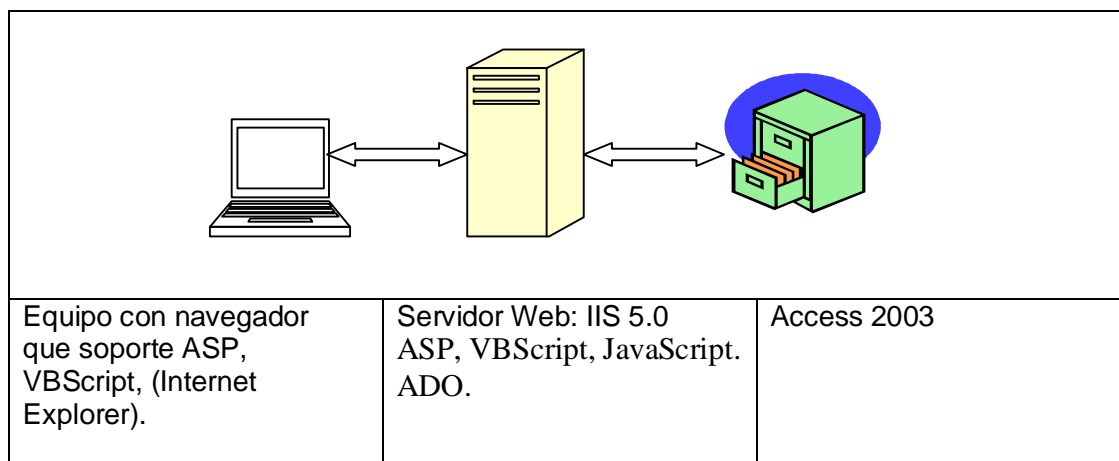 Equipo con navegador
que soporte ASP,
VBScript, (Internet
Explorer).
Servidor Web: IIS 5.0
ASP, VBScript, JavaScript.
ADO.
Access 2003